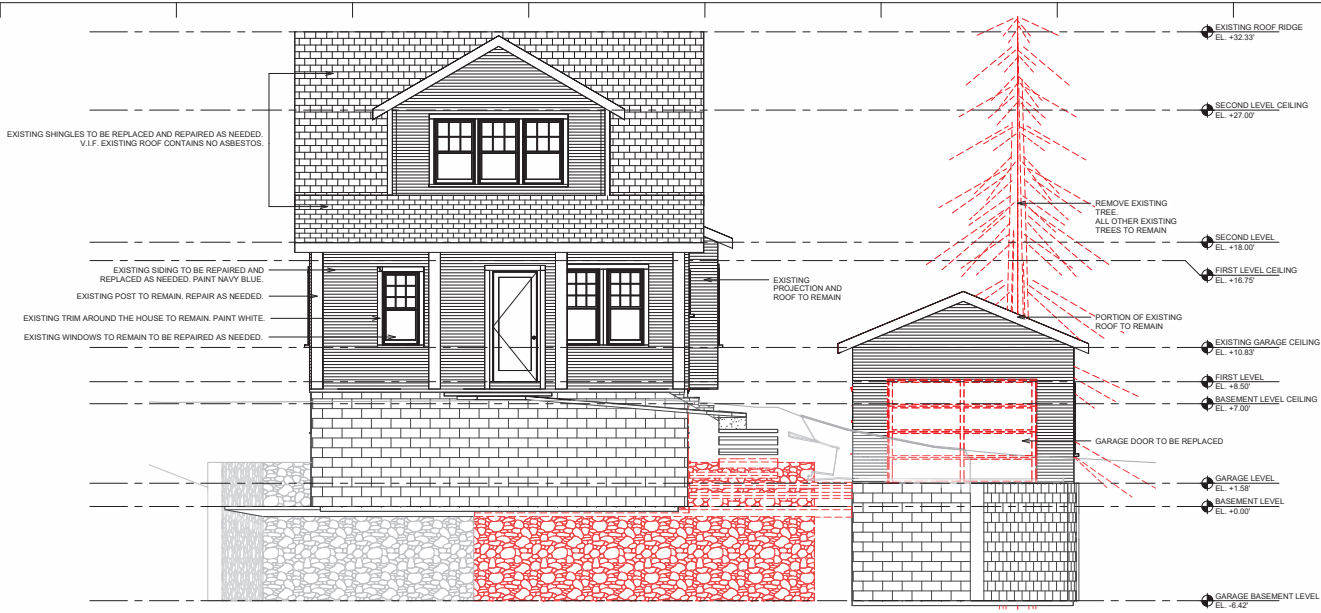 EXISTING SHINGLES TO BE REPLACED AND REPAIRED AS NEEDED.
V.I.F. EXISTING ROOF CONTAINS NO ASBESTOS.
EXISTING SIDING TO BE REPAIRED AND
REPLACED AS NEEDED. PAINT NAVY BLUE.
EXISTING POST TO REMAIN. REPAIR AS NEEDED.
EXISTING TRIM AROUND THE HOUSE TO REMAIN. PAINT WHITE.
EXISTING WINDOWS TO REMAIN TO BE REPAIRED AS NEEDED.
EXISTING
PROJECTION AND
ROOF TO REMAIN
REMOVE EXISTING
TREE.
ALL OTHER EXISTING
TREES TO REMAIN
PORTION OF EXISTING
ROOF TO REMAIN
GARAGE DOOR TO BE REPLACED
EXISTING ROOF RIDGE
EL. +32.33'
SECOND LEVEL CEILING
EL. +27.00'
SECOND LEVEL
EL. +18.00'
FIRST LEVEL CEILING
EL. +16.75'
EXISTING GARAGE CEILING
EL. +10.83'
FIRST LEVEL
EL. +8.50'
BASEMENT LEVEL CEILING
EL. +7.00'
GARAGE LEVEL
EL. +1.58'
BASEMENT LEVEL
EL. +0.00'
GARAGE BASEMENT LEVEL
EL. -6.42'